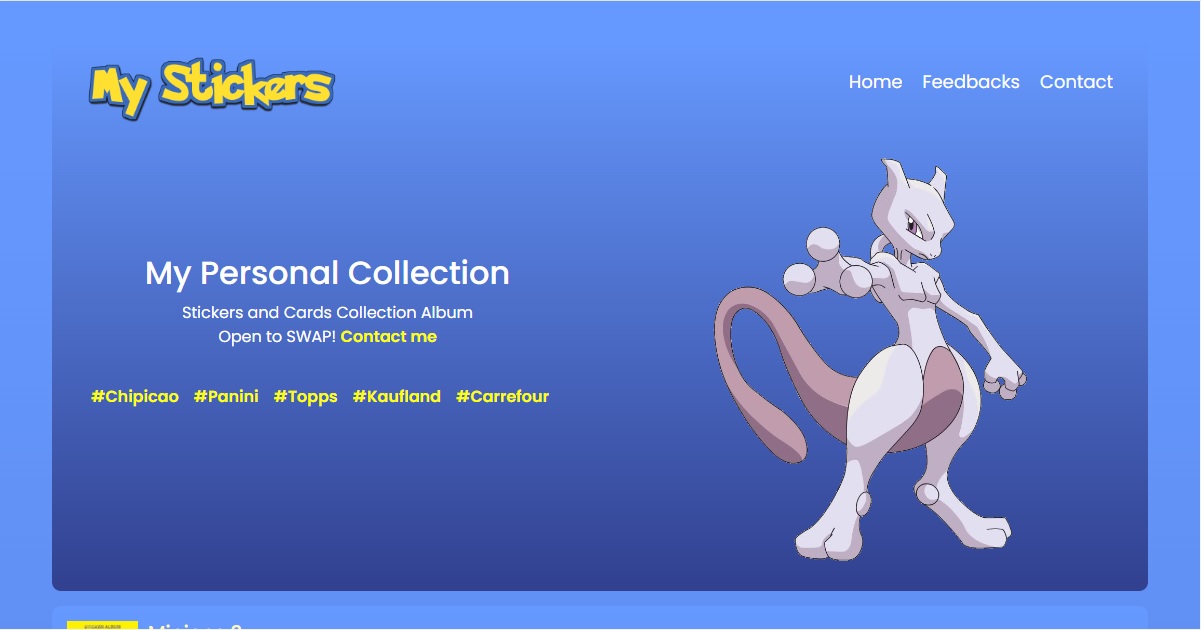 My Stickers
Home Feedbacks Contact
My Personal Collection
Stickers and Cards Collection Album
Open to SWAP! Contact me
#Chipicao #Panini #Topps #Kaufland #Carrefour